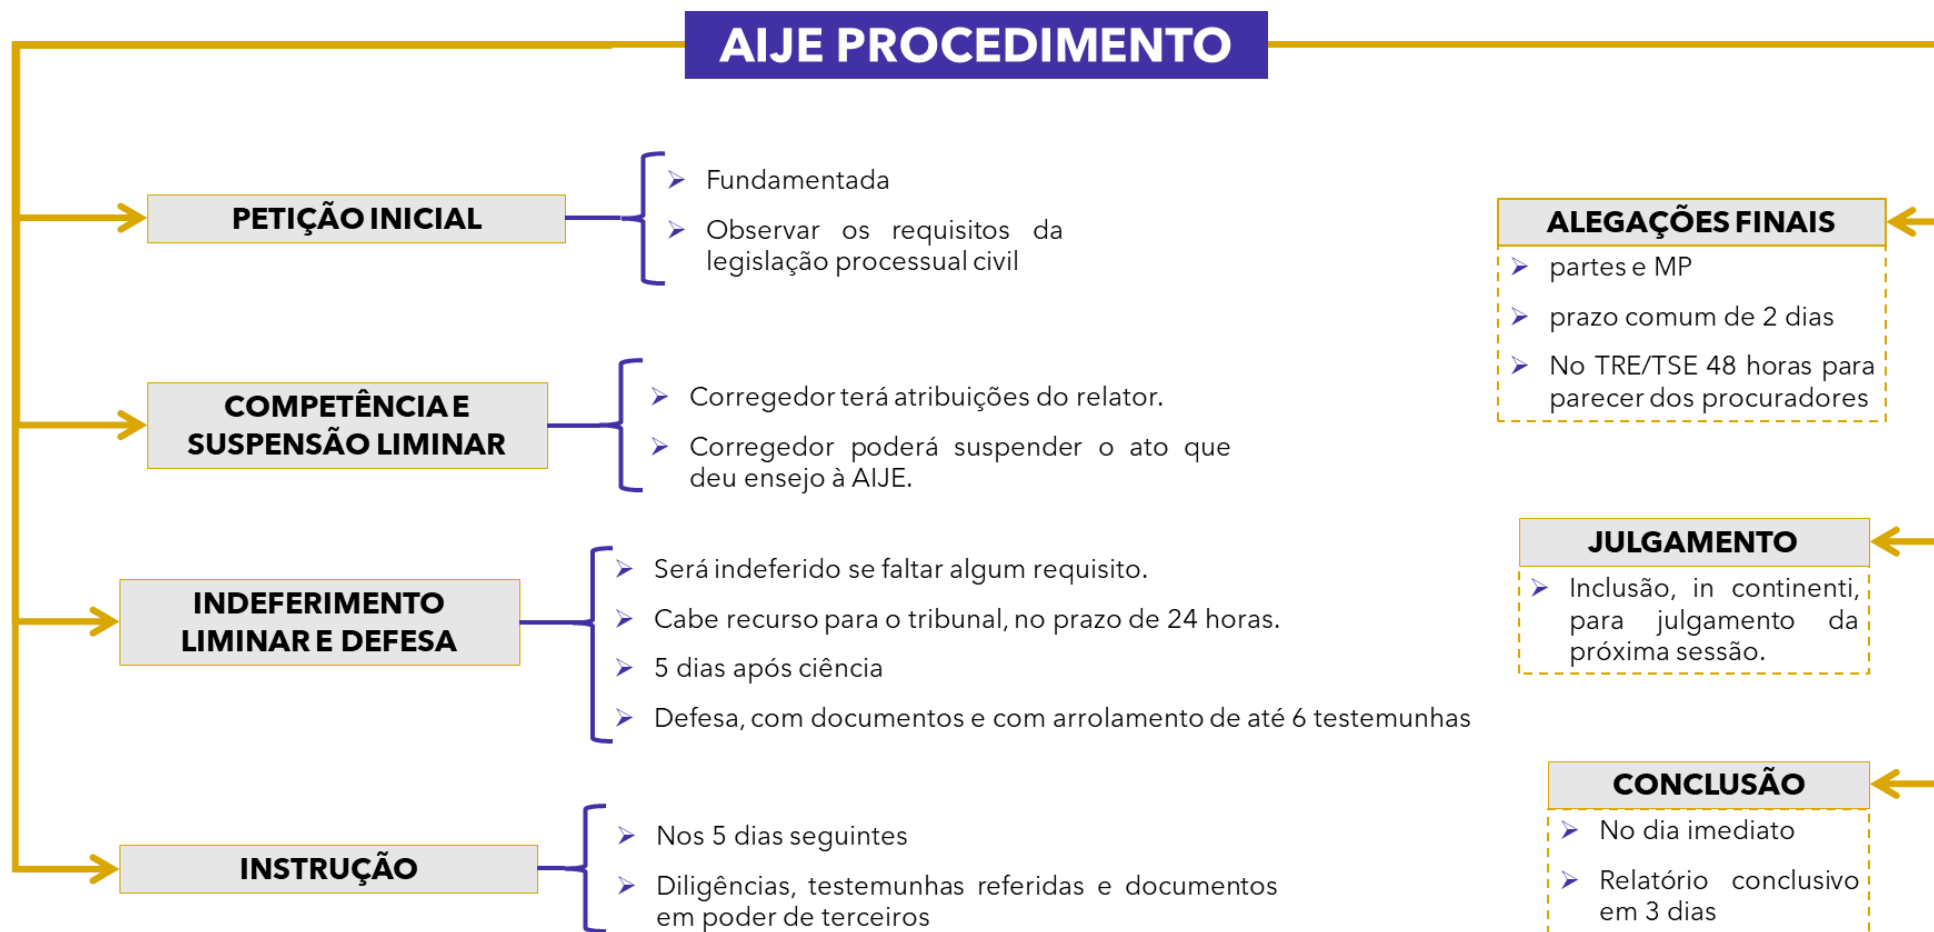 AIJE PROCEDIMENTO
PETIÇÃO INICIAL
Fundamentada
Observar os requisitos da
legislação processual civil
COMPETÊNCIA E
SUSPENSÃO LIMINAR
Corregedor terá atribuições do relator.
Corregedor poderá suspender o ato que
deu ensejo à AIJE.
INDEFERIMENTO
LIMINAR E DEFESA
Será indeferido se faltar algum requisito.
Cabe recurso para o tribunal, no prazo de 24 horas.
5 dias após ciência
Defesa, com documentos e com arrolamento de até 6 testemunhas
INSTRUÇÃO
Nos 5 dias seguintes
Diligências, testemunhas referidas e documentos
em poder de terceiros
ALEGAÇÕES FINAIS
partes e MP
prazo comum de 2 dias
No TRE/TSE 48 horas para
parecer dos procuradores
JULGAMENTO
Inclusão, in continenti,
para julgamento da
próxima sessão.
CONCLUSÃO
No dia imediato
Relatório conclusivo
em 3 dias